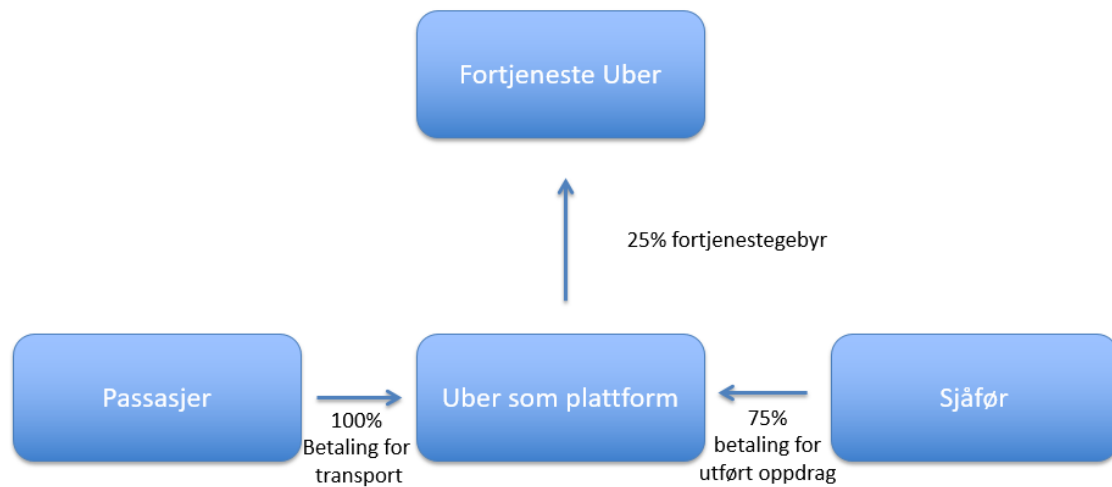 Fortjeneste Uber
25% fortjenestegebyr
Passasjer
100%
Betaling for
transport
Uber som plattform
75%
betaling for
utført oppdrag
Sjåfør